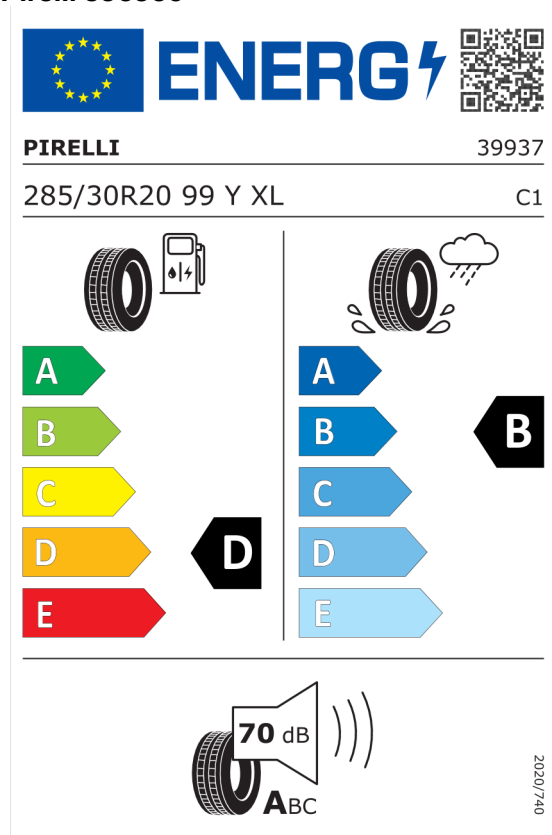 ENERG
PIRELLI 39937
285/30R20 99 Y XL C1
A A
B B B
C C
D D D
E E
70 dB
ABC
2020/740